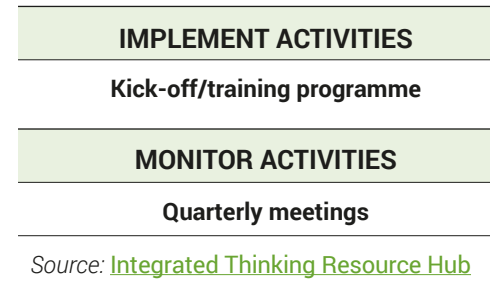 IMPLEMENT ACTIVITIES
Kick-off/training programme
MONITOR ACTIVITIES
Quarterly meetings
Source: Integrated Thinking Resource Hub